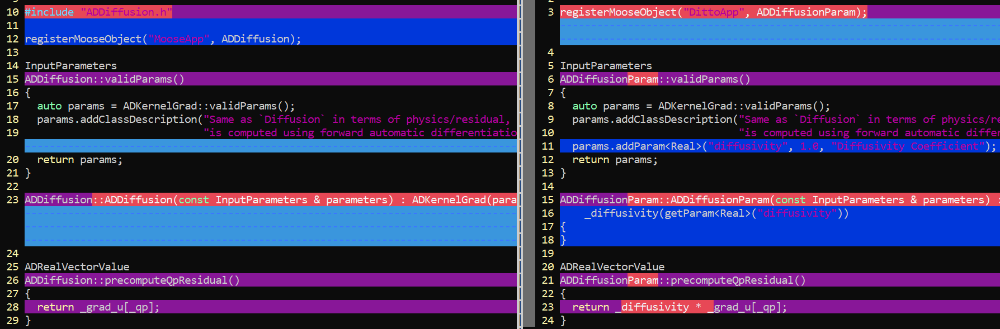 10 #include "ADDiffusion.h"
11
12 registerMooseObject("MooseApp", ADDiffusion);
13
14 InputParameters
15 ADDiffusion::validParams()
16 {
17   auto params = ADKernelGrad::validParams();
18   params.addClassDescription("Same as `Diffusion` in terms of physics/residual,
19                              "is computed using forward automatic differentiatio
20   return params;
21 }
22
23 ADDiffusion::ADDiffusion(const InputParameters & parameters) : ADKernelGrad(para
24
25 ADRealVectorValue
26 ADDiffusion::precomputeQpResidual()
27 {
28   return _grad_u[_qp];
29 }
3 registerMooseObject("DittoApp", ADDiffusionParam);
4
5 InputParameters
6 ADDiffusionParam::validParams()
7 {
8   auto params = ADKernelGrad::validParams();
9   params.addClassDescription("Same as `Diffusion` in terms of physics/re
10                              "is computed using forward automatic differ
11   params.addParam<Real>("diffusivity", 1.0, "Diffusivity Coefficient");
12   return params;
13 }
14
15 ADDiffusionParam::ADDiffusionParam(const InputParameters & parameters) :
16     _diffusivity(getParam<Real>("diffusivity"))
17 {
18 }
19
20 ADRealVectorValue
21 ADDiffusionParam::precomputeQpResidual()
22 {
23   return _diffusivity * _grad_u[_qp];
24 }